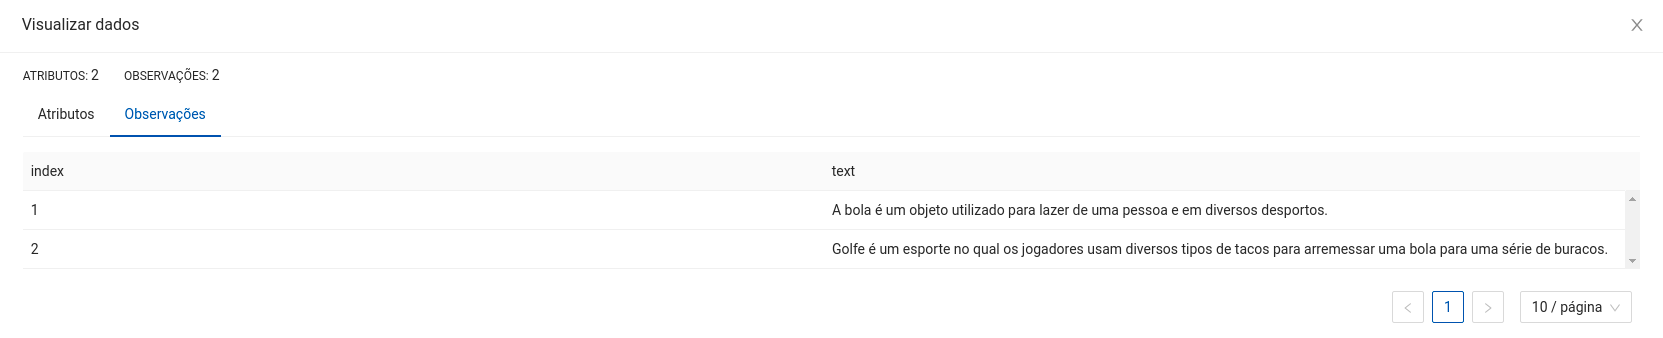 Visualizar dados
ATRIBUTOS: 2 OBSERVAÇÕES: 2
Atributos Observações
index text
1 A bola é um objeto utilizado para lazer de uma pessoa e em diversos desportos.
2 Golfe é um esporte no qual os jogadores usam diversos tipos de tacos para arremessar uma bola para uma série de buracos.
1 10 / página